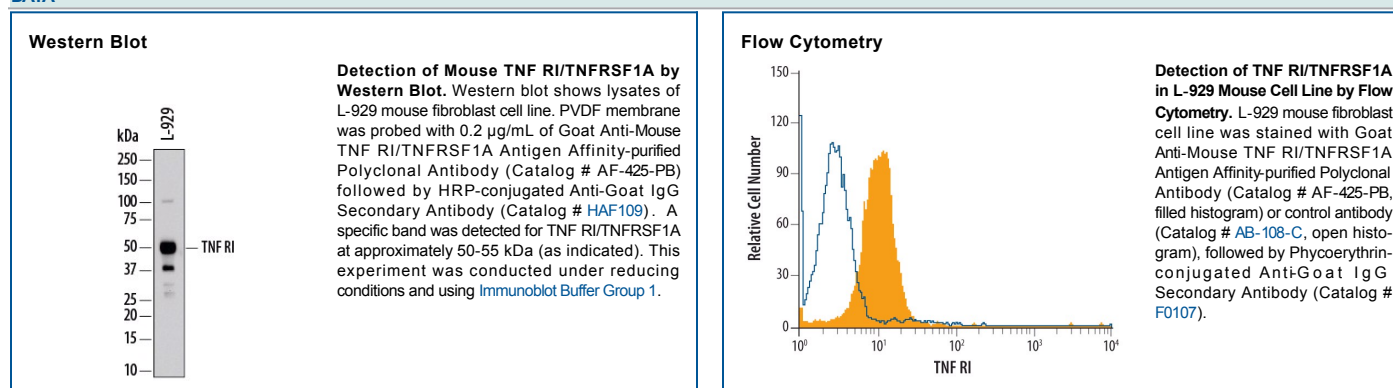 DATA
Western Blot
kDa
L-929
250
150
100
75
50
37
25
20
15
10
TNF RI
Detection of Mouse TNF RI/TNFRSF1A by
Western Blot. Western blot shows lysates of
L-929 mouse fibroblast cell line. PVDF membrane
was probed with 0.2 µg/mL of Goat Anti-Mouse
TNF RI/TNFRSF1A Antigen Affinity-purified
Polyclonal Antibody (Catalog # AF-425-PB)
followed by HRP-conjugated Anti-Goat IgG
Secondary Antibody (Catalog # HAF109). A
specific band was detected for TNF RI/TNFRSF1A
at approximately 50-55 kDa (as indicated). This
experiment was conducted under reducing
conditions and using Immunoblot Buffer Group 1.
Flow Cytometry
Relative Cell Number
150
120
90
60
30
0
10⁰ 10¹ 10² 10³ 10⁴
TNF RI
Detection of TNF RI/TNFRSF1A
in L-929 Mouse Cell Line by Flow
Cytometry. L-929 mouse fibroblast
cell line was stained with Goat
Anti-Mouse TNF RI/TNFRSF1A
Antigen Affinity-purified Polyclonal
Antibody (Catalog # AF-425-PB,
filled histogram) or control antibody
(Catalog # AB-108-C, open histo-
gram), followed by Phycoerythrin-
conjugated Anti-Goat IgG
Secondary Antibody (Catalog #
F0107).